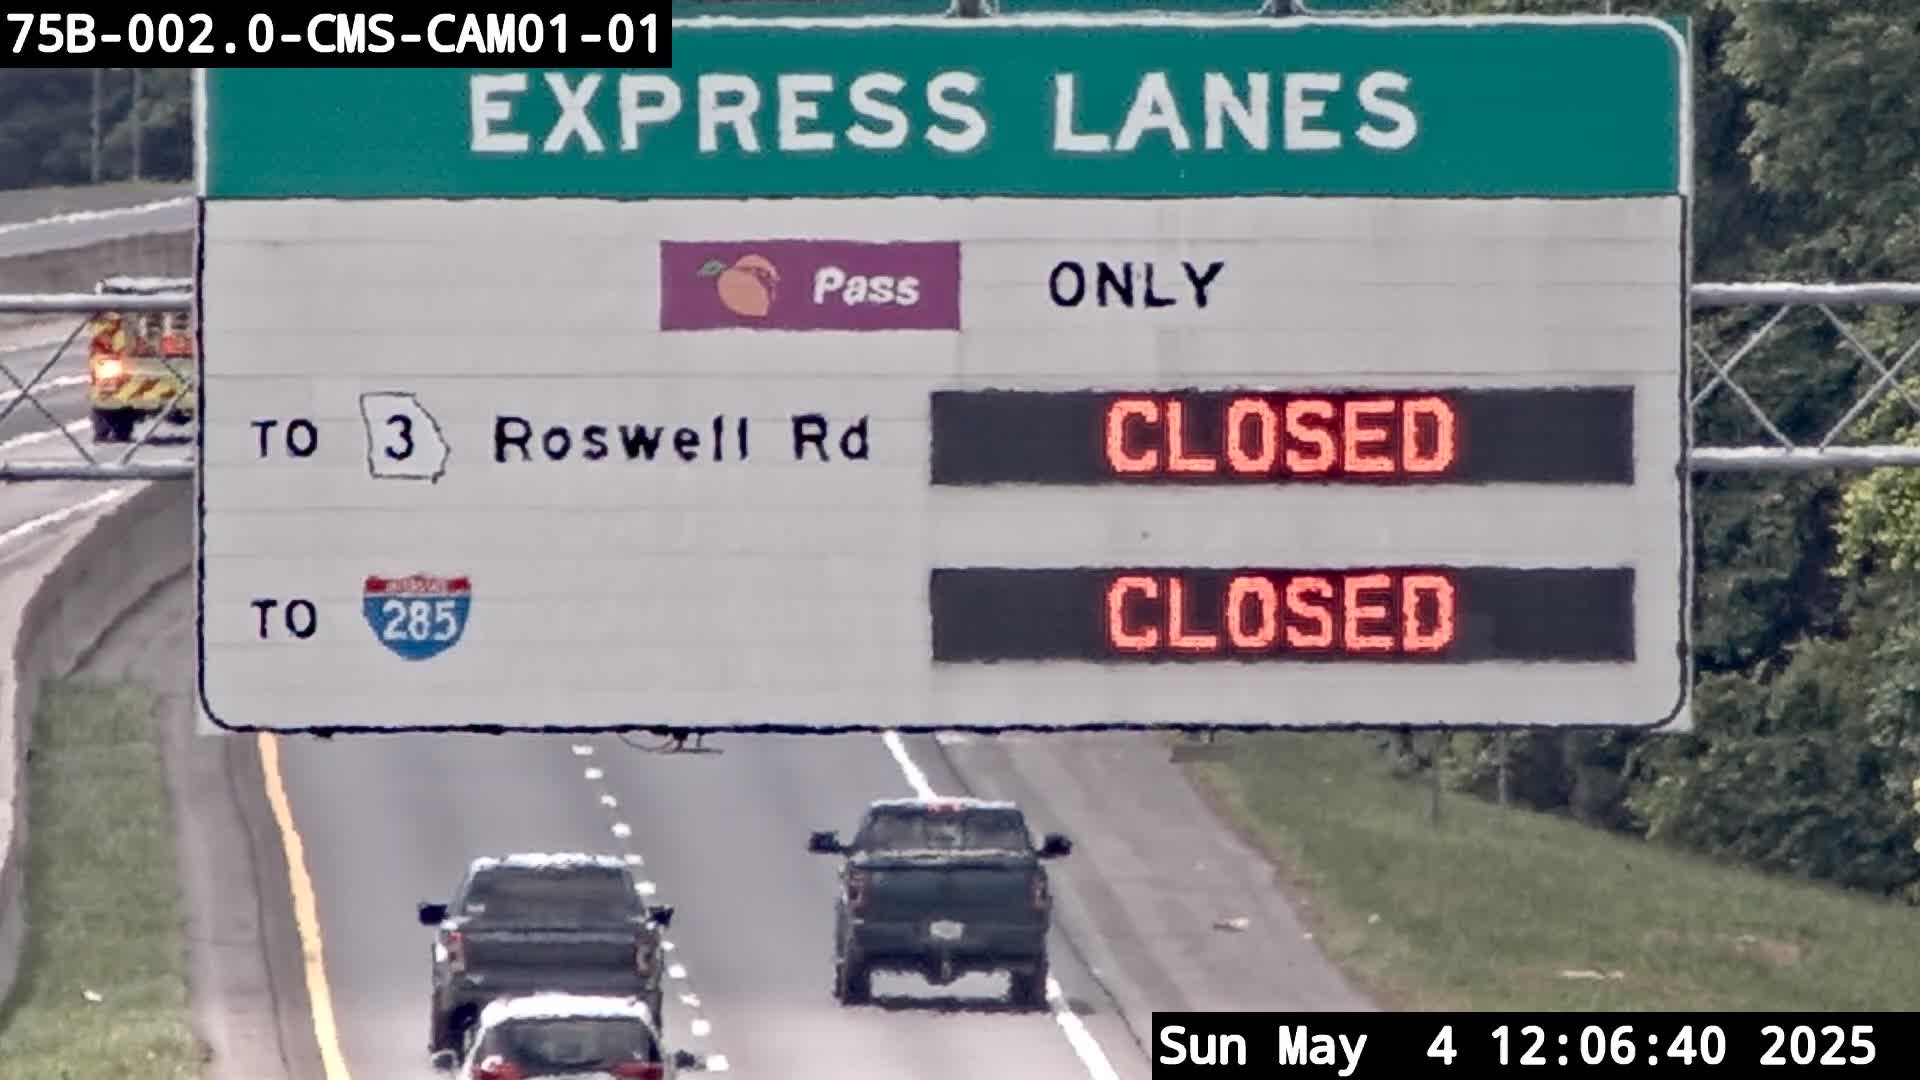 75B-002.0-CMS-CAM01-01
EXPRESS LANES
Pass ONLY
TO 3 Roswell Rd CLOSED
TO 285 CLOSED
Sun May 4 12:06:40 2025